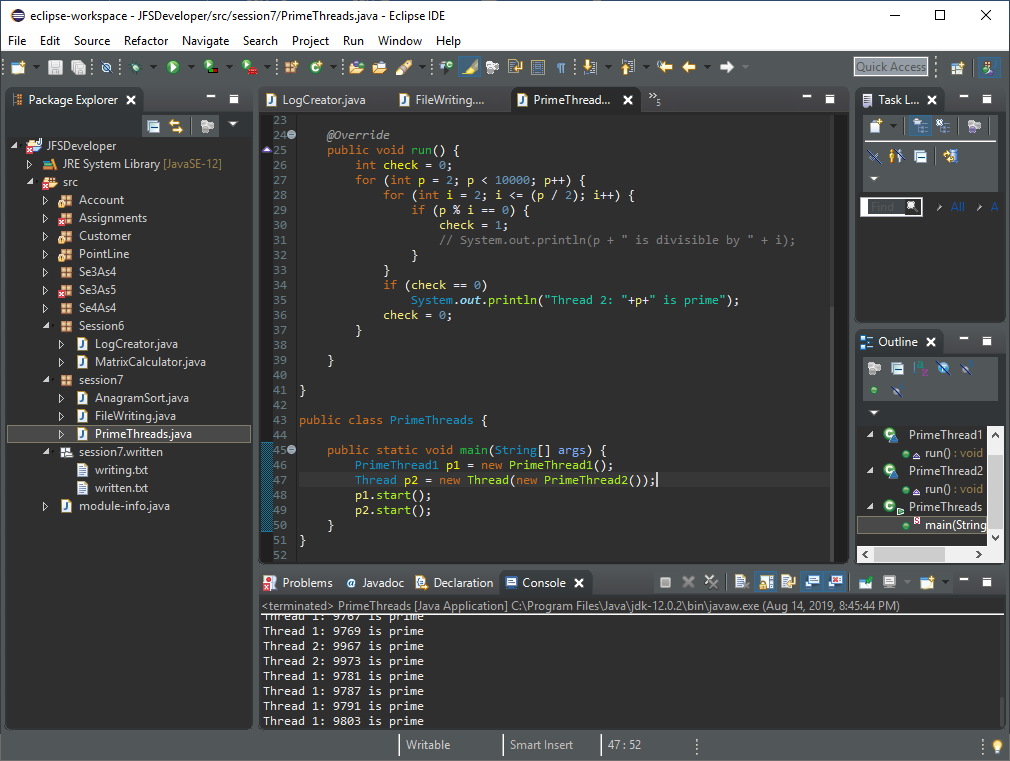 eclipse-workspace - JFSDeveloper/src/session7/PrimeThreads.java - Eclipse IDE
File Edit Source Refactor Navigate Search Project Run Window Help
Quick Access
Package Explorer
JFSDeveloper
JRE System Library [JavaSE-12]
src
Account
Assignments
Customer
PointLine
Se3As4
Se3As5
Se4As4
Session6
LogCreator.java
MatrixCalculator.java
session7
AnagramSort.java
FileWriting.java
PrimeThreads.java
session7.written
writing.txt
written.txt
module-info.java
LogCreator.java FileWriting.... PrimeThread... »5
23
24 @Override
25 public void run() {
26 int check = 0;
27 for (int p = 2; p < 10000; p++) {
28 for (int i = 2; i <= (p / 2); i++) {
29 if (p % i == 0) {
30 check = 1;
31 // System.out.println(p + " is divisible by " + i);
32 }
33 }
34 if (check == 0)
35 System.out.println("Thread 2: "+p+" is prime");
36 check = 0;
37 }
38
39 }
40
41 }
42
43 public class PrimeThreads {
44
45 public static void main(String[] args) {
46 PrimeThread1 p1 = new PrimeThread1();
47 Thread p2 = new Thread(new PrimeThread2());
48 p1.start();
49 p2.start();
50 }
51 }
52
Task L...
Find All A
Outline
PrimeThread1
run() : void
PrimeThread2
run() : void
PrimeThreads
main(String
Problems @ Javadoc Declaration Console
<terminated> PrimeThreads [Java Application] C:\Program Files\Java\jdk-12.0.2\bin\javaw.exe (Aug 14, 2019, 8:45:44 PM)
Thread 1: 9767 is prime
Thread 1: 9769 is prime
Thread 2: 9967 is prime
Thread 2: 9973 is prime
Thread 1: 9781 is prime
Thread 1: 9787 is prime
Thread 1: 9791 is prime
Thread 1: 9803 is prime
Writable Smart Insert 47 : 52